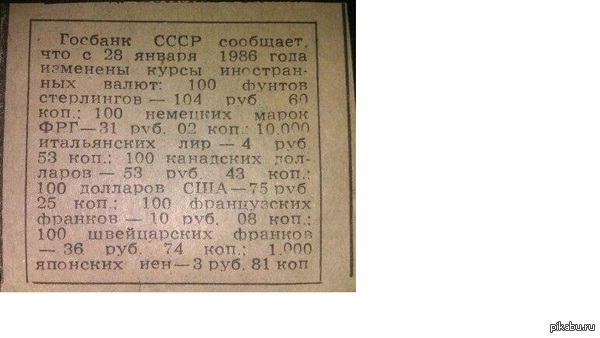 Госбанк СССР сообщает,
что с 28 января 1986 года
изменены курсы иностран-
ных валют: 100 фунтов
стерлингов — 104 руб 60
коп.: 100 немецких марок
ФРГ—31 руб. 02 коп.: 10.000
итальянских лир — 4 руб
53 коп.: 100 канадских дол-
ларов — 53 руб. 43 коп.:
100 долларов США—75 руб
25 коп.: 100 французских
франков — 10 руб. 08 коп.:
100 швейцарских франков
— 36 руб. 74 коп.: 1.000
японских иен—3 руб. 81 коп
pikabu.ru